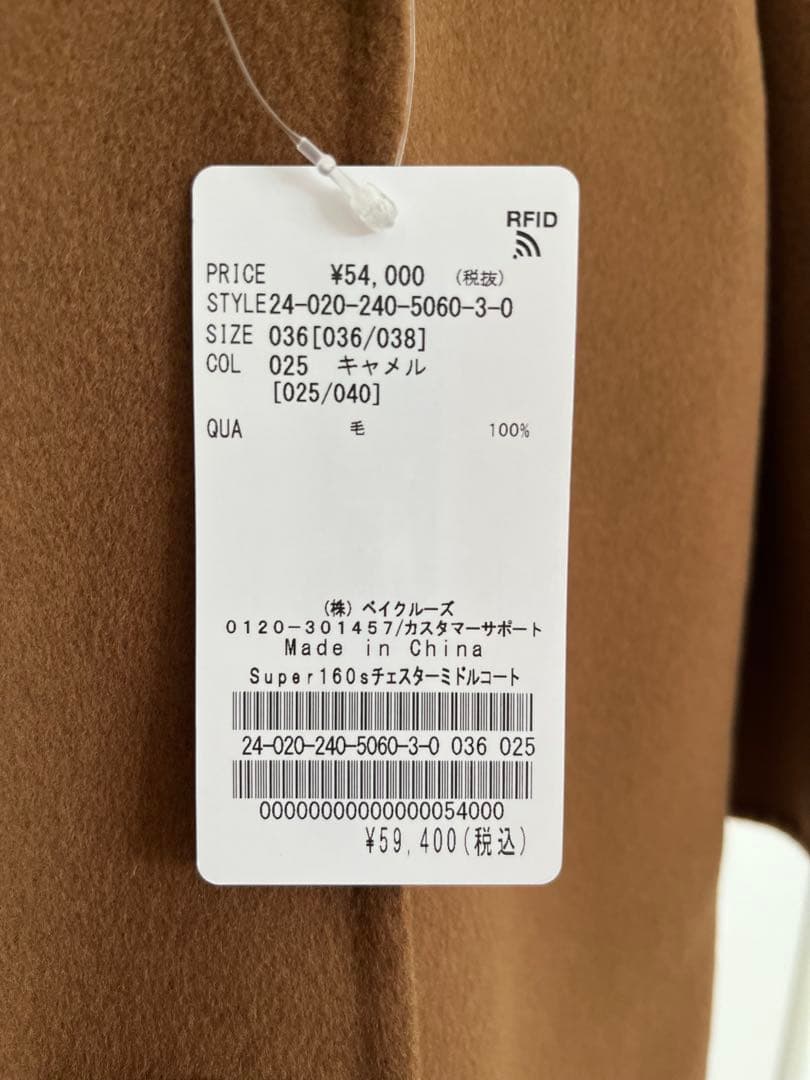 RFID
PRICE ¥54,000 (税抜)
STYLE24-020-240-5060-3-0
SIZE 036[036/038]
COL 025 キャメル
[025/040]
QUA 毛 100%
(株)ベイクルーズ
0120-301457/カスタマーサポート
Made in China
Super160sチェスターミドルコート
24-020-240-5060-3-0 036 025
00000000000000054000
¥59,400(税込)